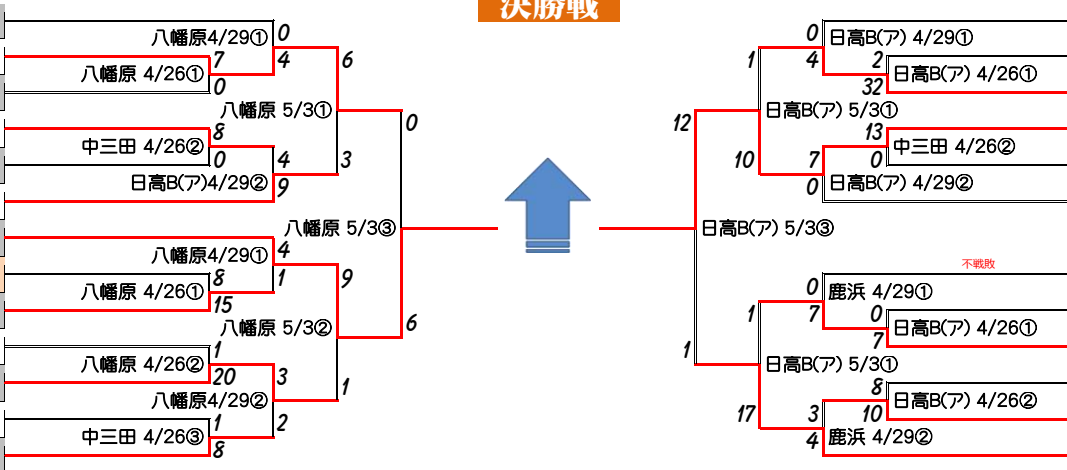 決勝戦
八幡原4/29① 0
4
7
八幡原 4/26①
0
6
八幡原 5/3①
8
中三田 4/26②
0
4
日高B(ア)4/29② 9
3
0
八幡原 5/3③
八幡原4/29① 4
1
8
八幡原 4/26①
15
9
八幡原 5/3②
6
1
八幡原 4/26②
20
3
八幡原4/29②
2
1
1
中三田 4/26③
8
0 日高B(ア) 4/29①
4
2
日高B(ア) 4/26①
32
1
日高B(ア) 5/3①
12
10
13
中三田 4/26②
0
7
0 日高B(ア) 4/29②
日高B(ア) 5/3③
不戦敗
0 鹿浜 4/29①
7
0
日高B(ア) 4/26①
7
1
日高B(ア) 5/3①
1
17
8
日高B(ア) 4/26②
10
3
4 鹿浜 4/29②